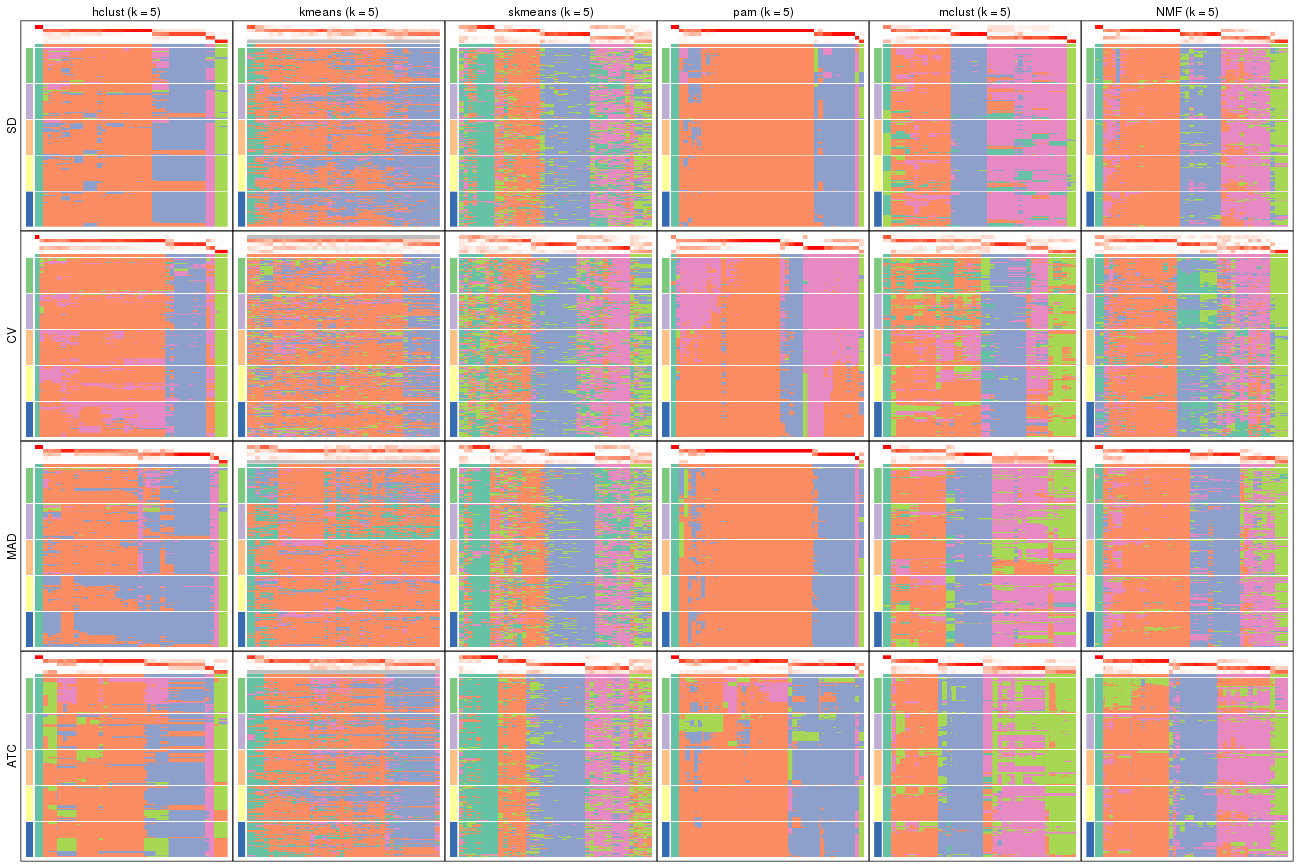 hclust (k = 5) kmeans (k = 5) skmeans (k = 5) pam (k = 5) mclust (k = 5) NMF (k = 5)
SD
CV
MAD
ATC